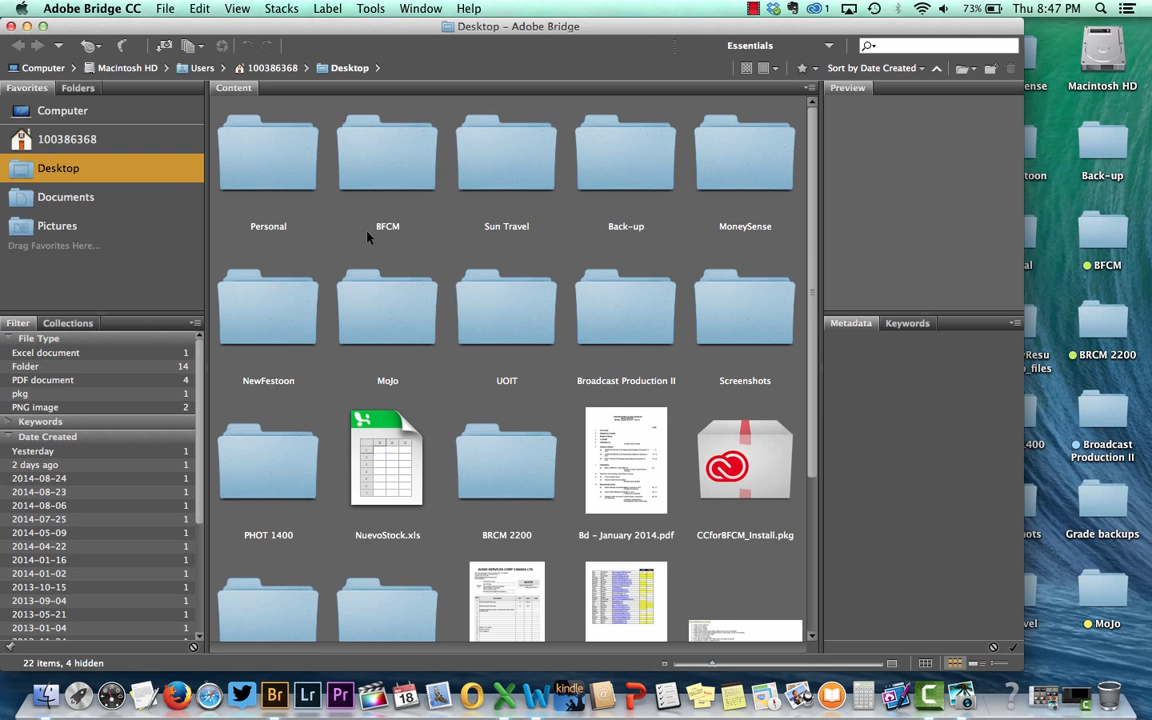 Adobe Bridge CC File Edit View Stacks Label Tools Window Help 1 73% Thu 8:47 PM
Desktop – Adobe Bridge
Essentials
Computer Macintosh HD Users 100386368 Desktop Sort by Date Created
Favorites Folders
Computer
100386368
Desktop
Documents
Pictures
Drag Favorites Here...
Filter Collections
File Type
Excel document 1
Folder 14
PDF document 4
pkg 1
PNG image 2
Keywords
Date Created
Yesterday 1
2 days ago 1
2014-08-24 1
2014-08-23 1
2014-08-06 1
2014-07-25 1
2014-05-09 1
2014-04-22 1
2014-01-16 1
2014-01-02 1
2013-10-15 1
2013-09-04 1
2013-05-21 1
2013-01-04 1
Content
Personal BFCM Sun Travel Back-up MoneySense
NewFestoon MoJo UOIT Broadcast Production II Screenshots
PHOT 1400 NuevoStock.xls BRCM 2200 Bd – January 2014.pdf CCforBFCM_Install.pkg
Preview
Metadata Keywords
22 items, 4 hidden
Macintosh HD
Back-up
BFCM
BRCM 2200
Broadcast
Production II
Grade backups
MoJo
Br Lr Pr 18 kindle